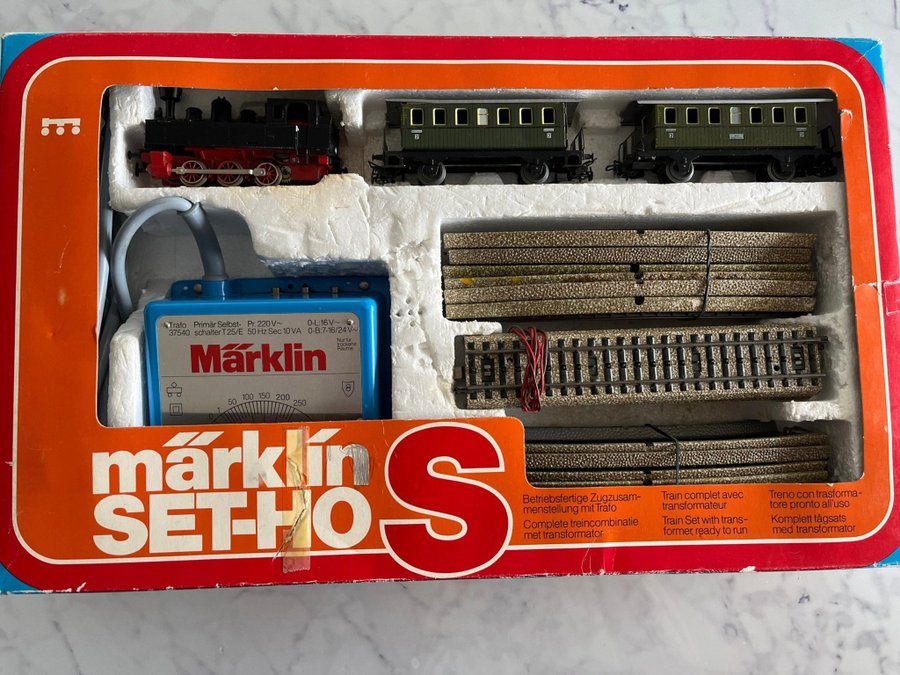 Trafo 37540
Primär Selbst-schalter T 25/E
Pr. 220V~ 50 Hz Sec. 10 VA
0-L: 16 V~ 0-B: 7-16/24 V~
Märklin
Nur für trockene Räume
50 100 150 200 250
märklin
SET-HO S
Betriebsfertige Zugzusam-
menstellung mit Trafo
Complete treincombinatie
met transformator
Train complet avec
transformateur
Train Set with trans-
former, ready to run
Treno con trasforma-
tore pronto all'uso
Komplett tågsats
med transformator